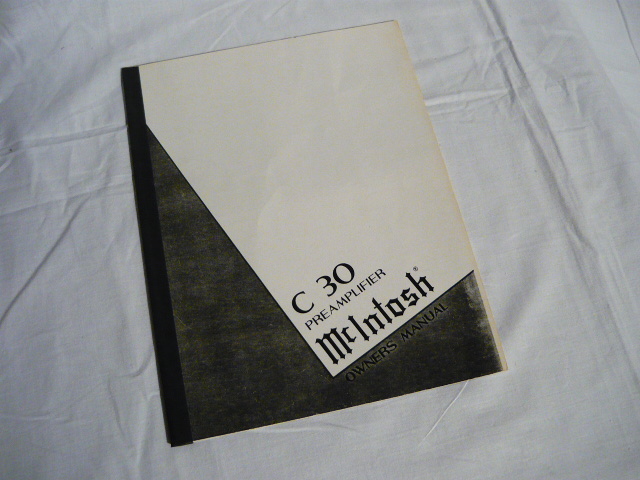 C 30
PREAMPLIFIER
McIntosh®
OWNERS MANUAL